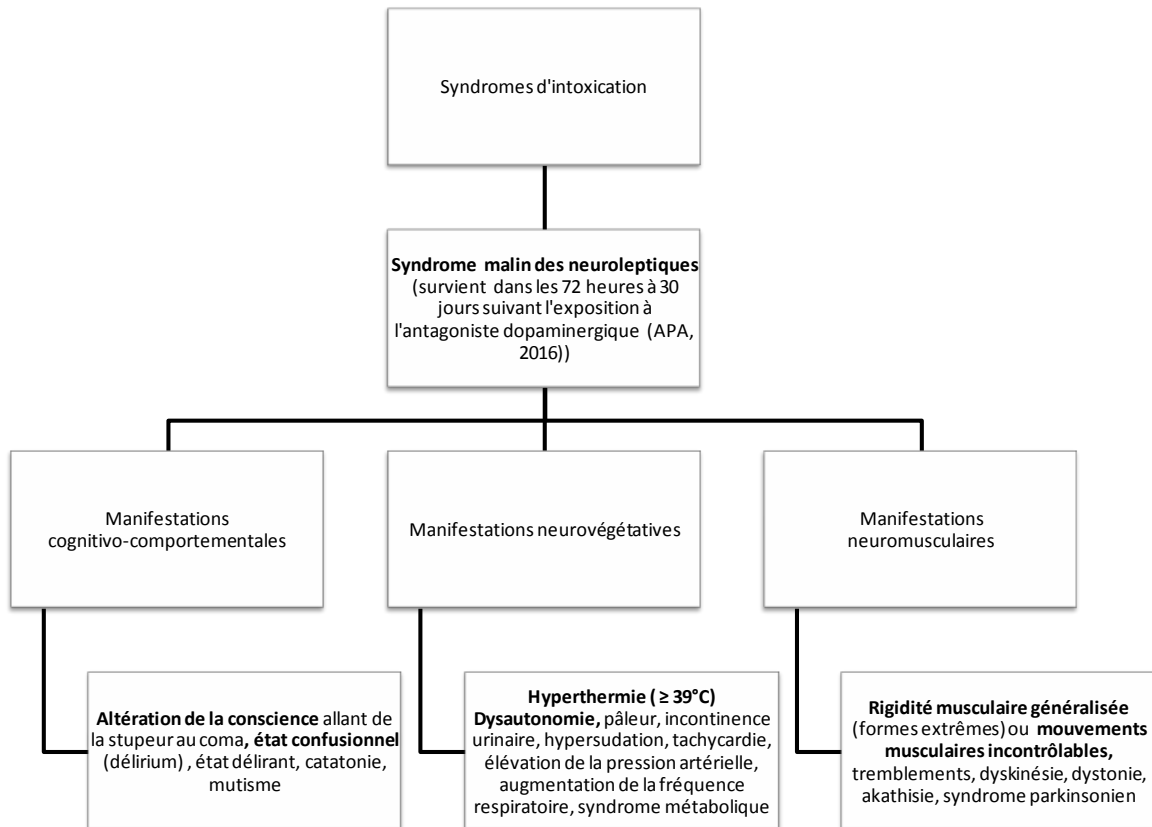 Syndromes d'intoxication
Syndrome malin des neuroleptiques
(survient dans les 72 heures à 30
jours suivant l'exposition à
l'antagoniste dopaminergique (APA,
2016))
Manifestations
cognitivo-comportementales
Manifestations neurovégétatives
Manifestations
neuromusculaires
Altération de la conscience allant de
la stupeur au coma, état confusionnel
(délirium) , état délirant, catatonie,
mutisme
Hyperthermie ( ≥ 39°C)
Dysautonomie, pâleur, incontinence
urinaire, hypersudation, tachycardie,
élévation de la pression artérielle,
augmentation de la fréquence
respiratoire, syndrome métabolique
Rigidité musculaire généralisée
(formes extrêmes) ou mouvements
musculaires incontrôlables,
tremblements, dyskinésie, dystonie,
akathisie, syndrome parkinsonien